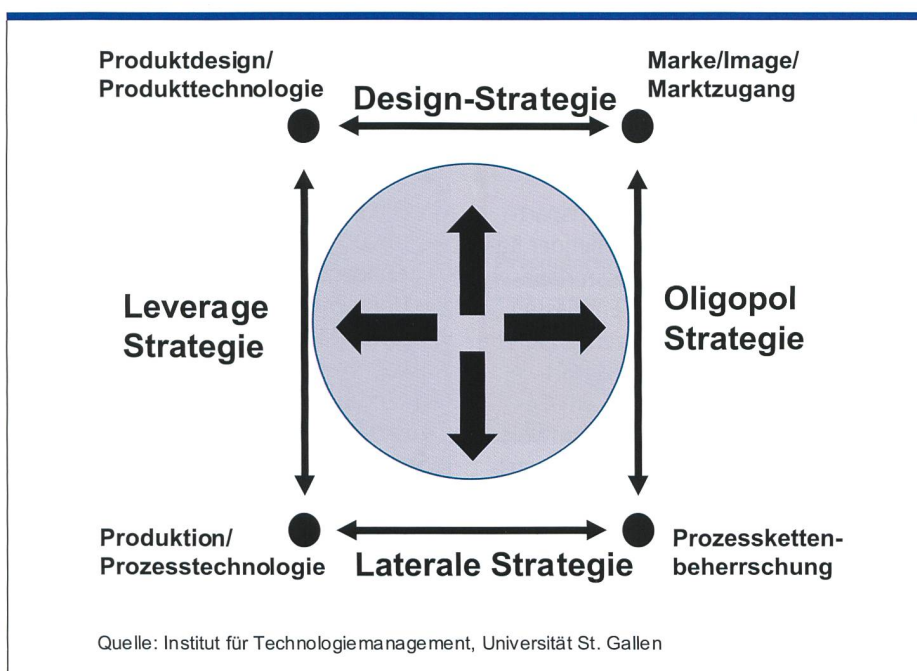 Produktdesign/
Produkttechnologie
Marke/Image/
Marktzugang
Design-Strategie
Leverage
Strategie
Oligopol
Strategie
Produktion/
Prozesstechnologie
Laterale Strategie
Prozessketten-
beherrschung
Quelle: Institut für Technologiemanagement, Universität St. Gallen